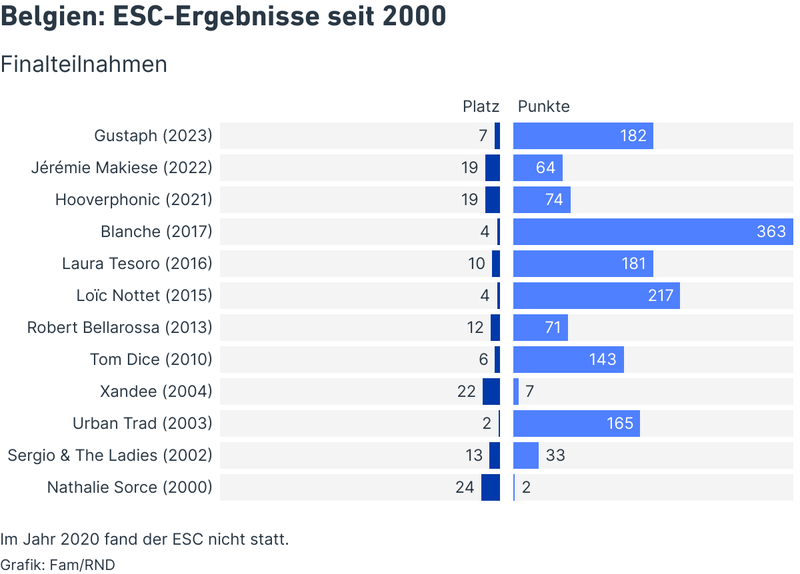 Belgien: ESC-Ergebnisse seit 2000
Finalteilnahmen
Platz Punkte
Gustaph (2023) 7 182
Jérémie Makiese (2022) 19 64
Hooverphonic (2021) 19 74
Blanche (2017) 4 363
Laura Tesoro (2016) 10 181
Loïc Nottet (2015) 4 217
Robert Bellarossa (2013) 12 71
Tom Dice (2010) 6 143
Xandee (2004) 22 7
Urban Trad (2003) 2 165
Sergio & The Ladies (2002) 13 33
Nathalie Sorce (2000) 24 2
Im Jahr 2020 fand der ESC nicht statt.
Grafik: Fam/RND